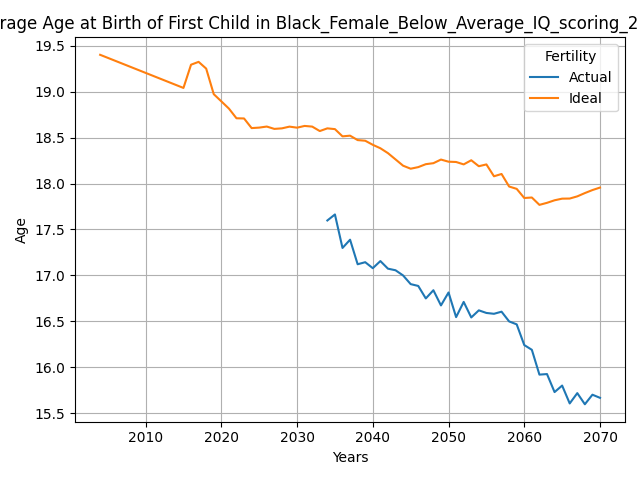 rage Age at Birth of First Child in Black_Female_Below_Average_IQ_scoring_2
Fertility
Actual
Ideal
19.5
19.0
18.5
18.0
17.5
17.0
16.5
16.0
15.5
Age
2010 2020 2030 2040 2050 2060 2070
Years